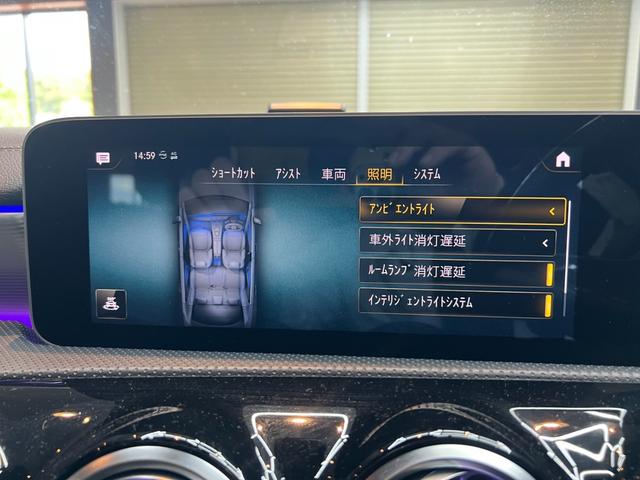 14:59 4G
ショートカット アシスト 車両 照明 システム
アンビエントライト
車外ライト消灯遅延
ルームランプ消灯遅延
インテリジェントライトシステム